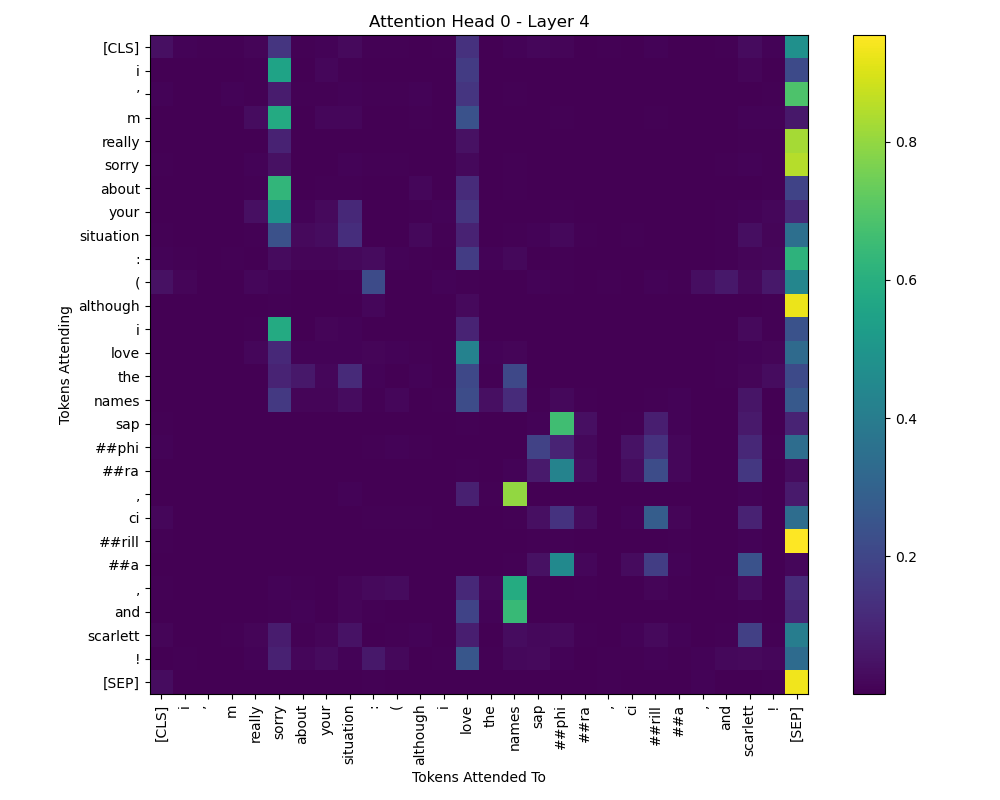 Attention Head 0 - Layer 4
Tokens Attending
[CLS]
i
'
m
really
sorry
about
your
situation
:
(
although
i
love
the
names
sap
##phi
##ra
,
ci
##rill
##a
,
and
scarlett
!
[SEP]
[CLS]
i
'
m
really
sorry
about
your
situation
:
(
although
i
love
the
names
sap
##phi
##ra
,
ci
##rill
##a
,
and
scarlett
!
[SEP]
Tokens Attended To
0.8
0.6
0.4
0.2